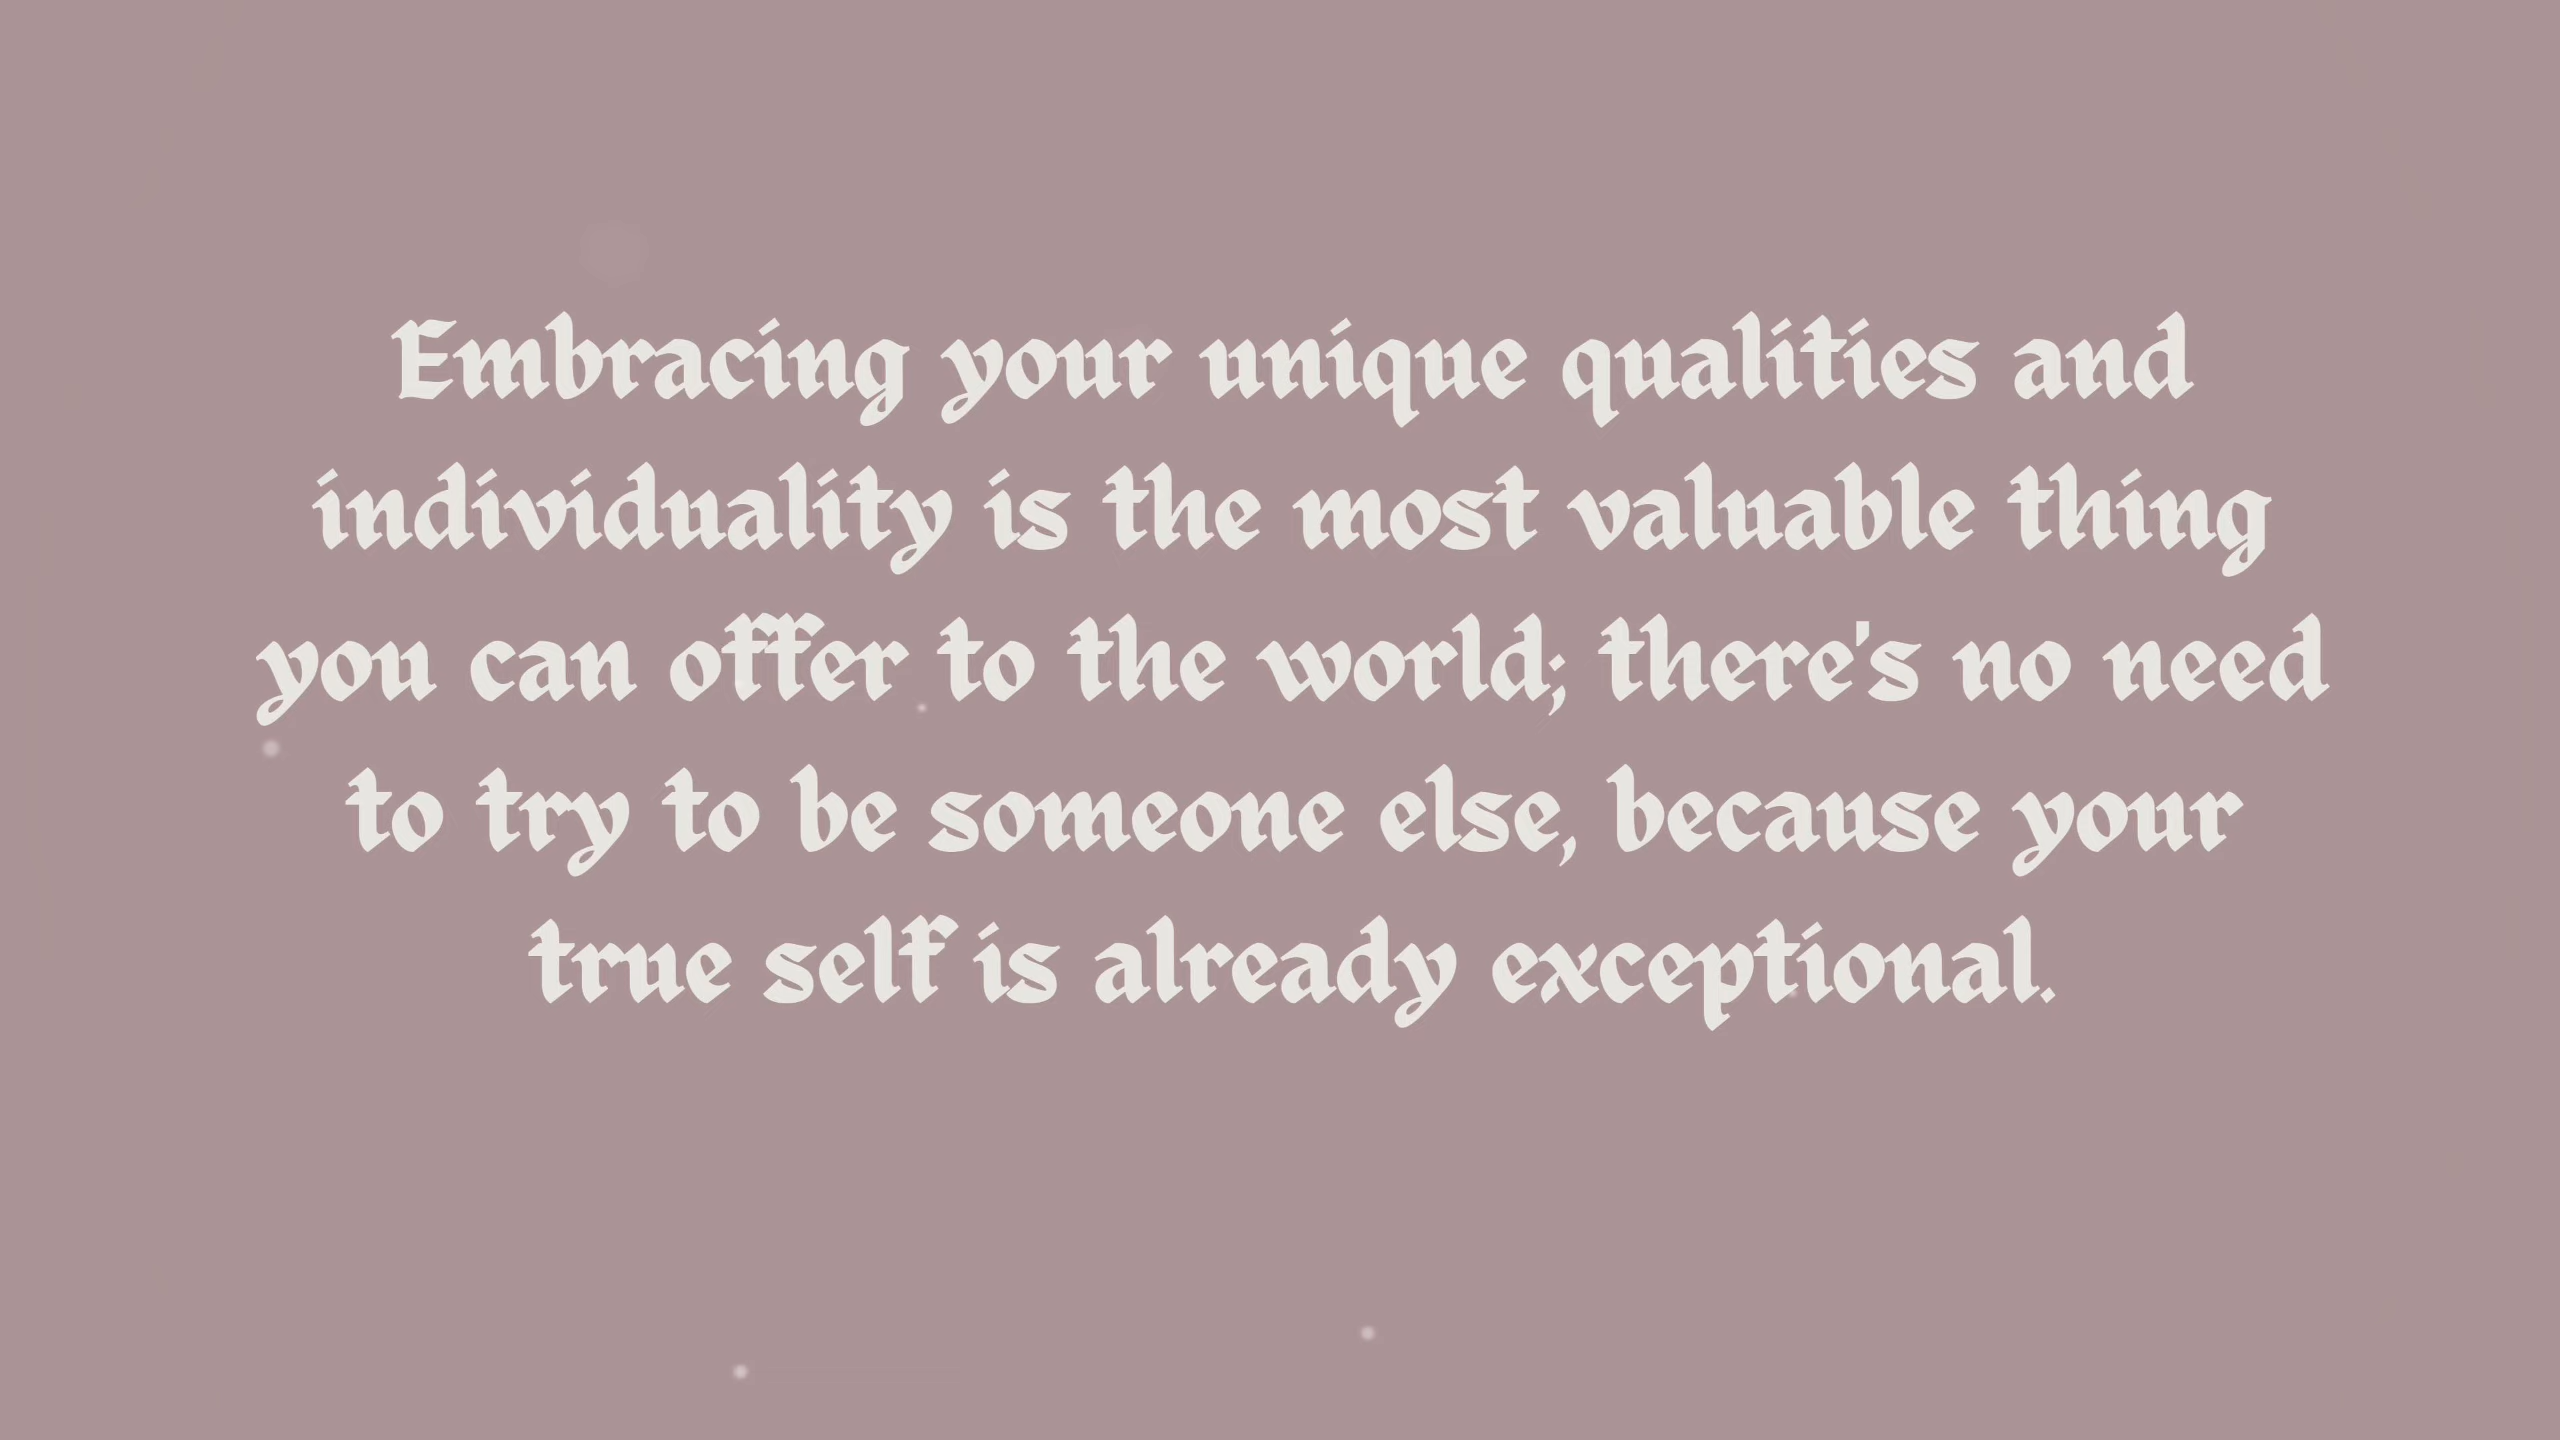 Embracing your unique qualities and
individuality is the most valuable thing
you can offer to the world; there's no need
to try to be someone else, because your
true self is already exceptional.